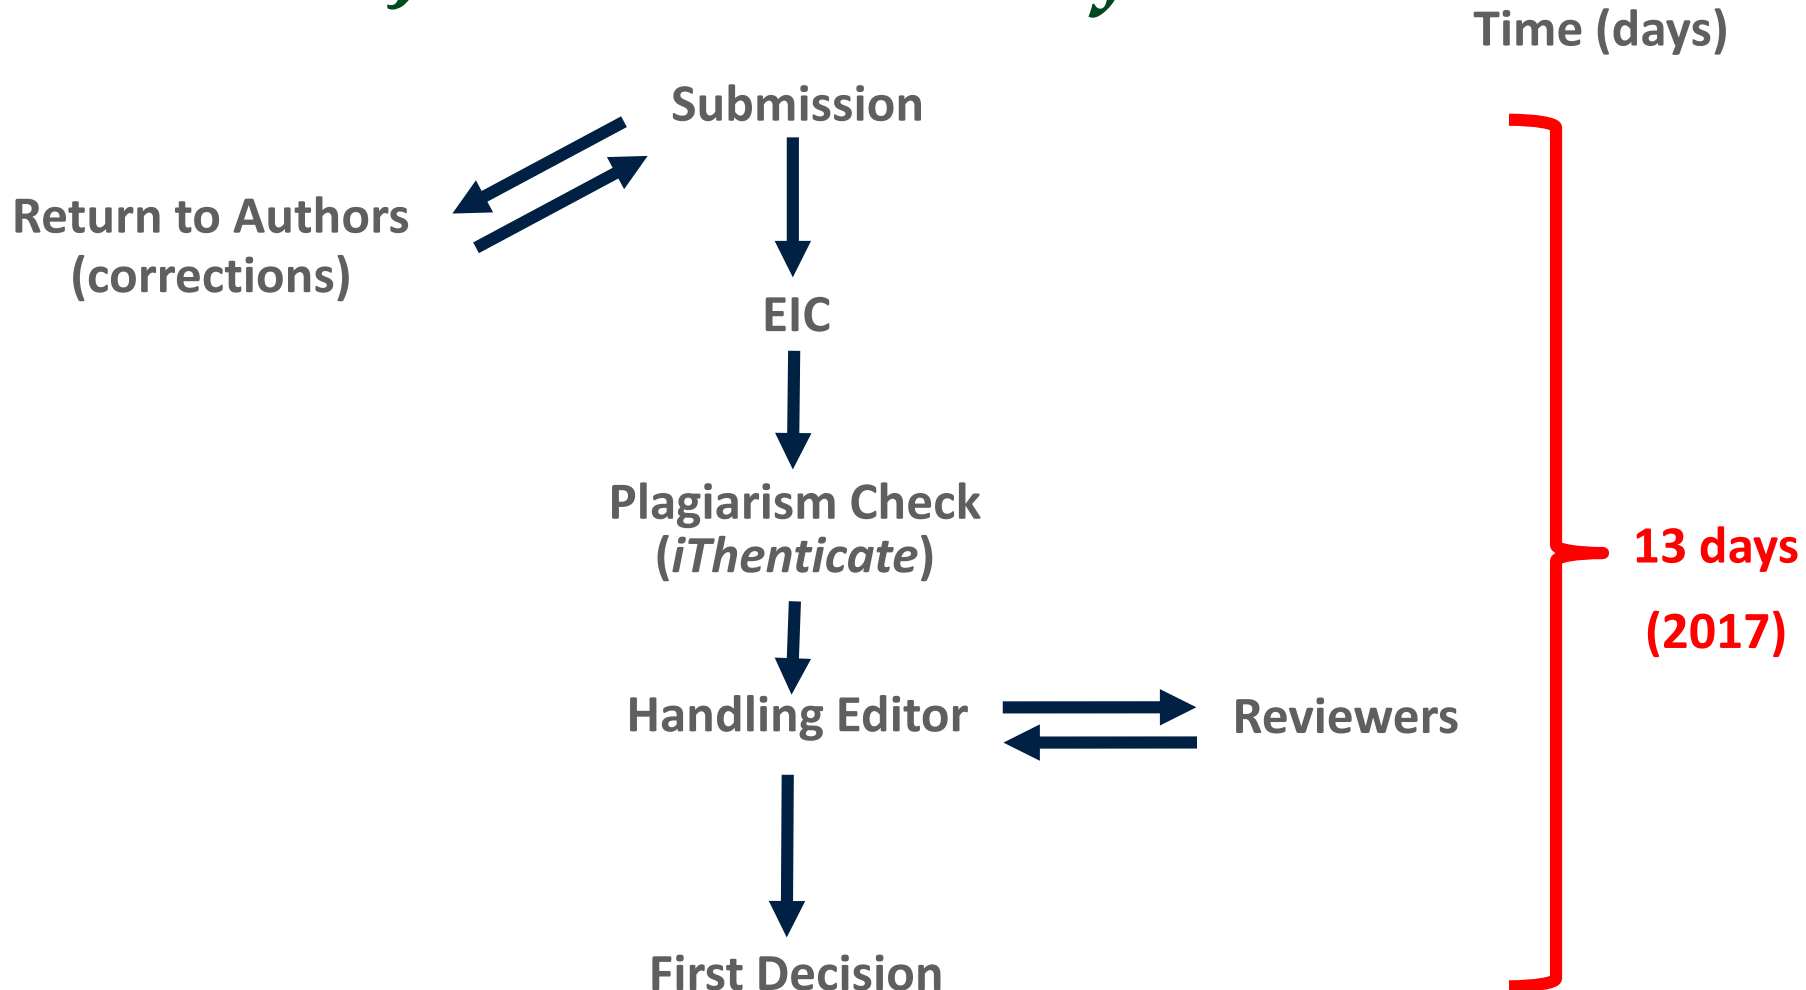 Time (days)
Submission
Return to Authors
(corrections)
EIC
Plagiarism Check
(iThenticate)
13 days
(2017)
Handling Editor
Reviewers
First Decision